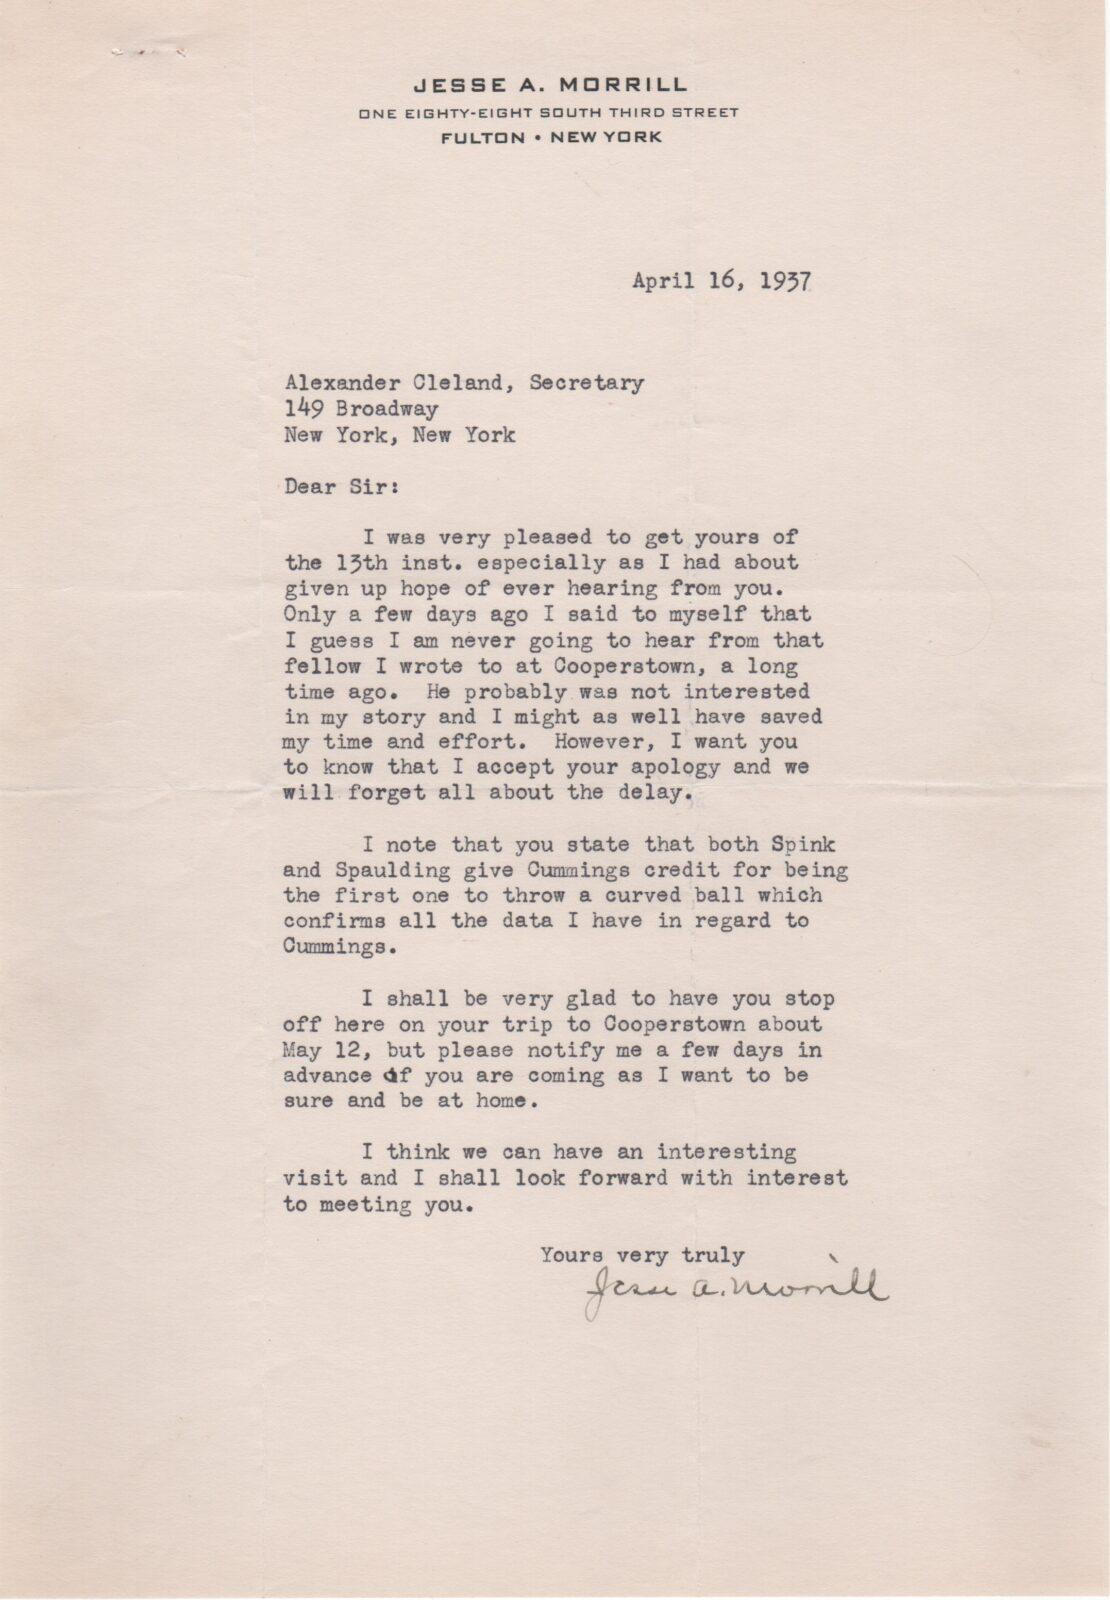 JESSE A. MORRILL
ONE EIGHTY-EIGHT SOUTH THIRD STREET
FULTON • NEW YORK
April 16, 1937
Alexander Cleland, Secretary
149 Broadway
New York, New York
Dear Sir:
I was very pleased to get yours of
the 13th inst. especially as I had about
given up hope of ever hearing from you.
Only a few days ago I said to myself that
I guess I am never going to hear from that
fellow I wrote to at Cooperstown, a long
time ago. He probably was not interested
in my story and I might as well have saved
my time and effort. However, I want you
to know that I accept your apology and we
will forget all about the delay.
I note that you state that both Spink
and Spaulding give Cummings credit for being
the first one to throw a curved ball which
confirms all the data I have in regard to
Cummings.
I shall be very glad to have you stop
off here on your trip to Cooperstown about
May 12, but please notify me a few days in
advance if you are coming as I want to be
sure and be at home.
I think we can have an interesting
visit and I shall look forward with interest
to meeting you.
Yours very truly
Jesse A. Morrill